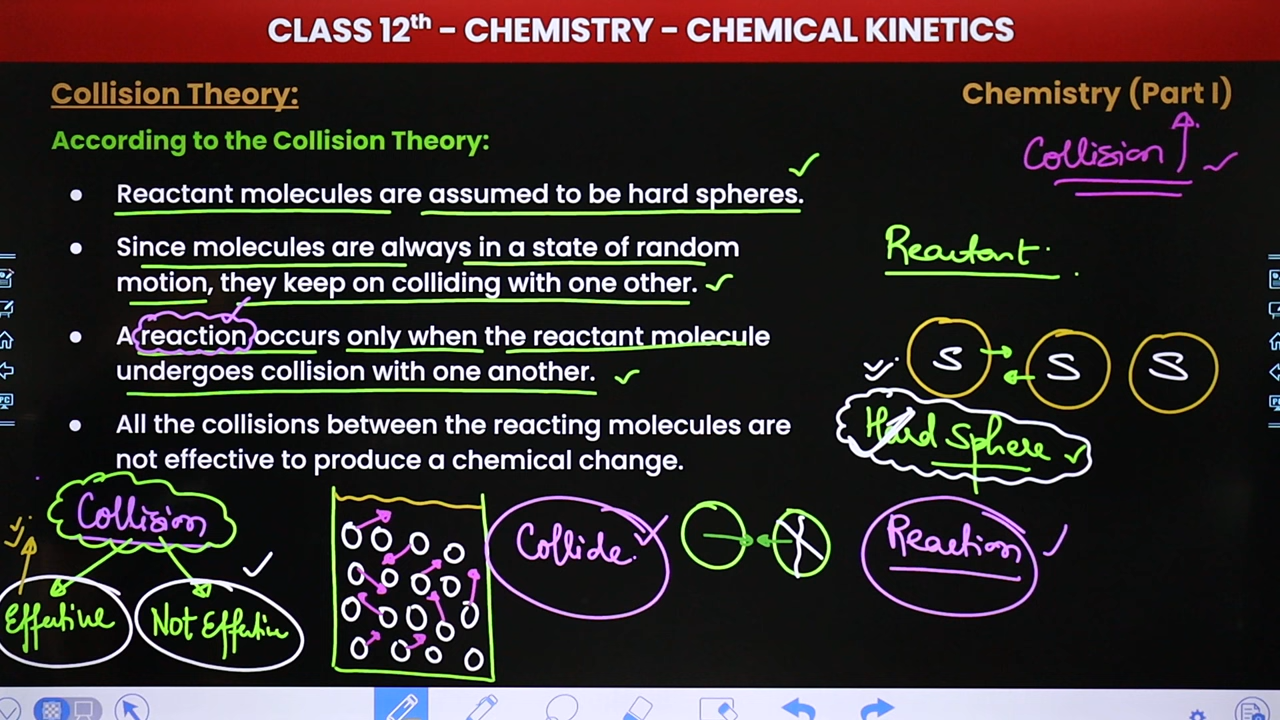 CLASS 12th - CHEMISTRY - CHEMICAL KINETICS
Collision Theory:
Chemistry (Part I)
According to the Collision Theory:
Collision
• Reactant molecules are assumed to be hard spheres.
• Since molecules are always in a state of random
motion, they keep on colliding with one other.
Reactant.
• A reaction occurs only when the reactant molecule
undergoes collision with one another.
S S S
Hard Sphere
• All the collisions between the reacting molecules are
not effective to produce a chemical change.
Collision
Effective
Not Effective
Collide
Reaction
PC